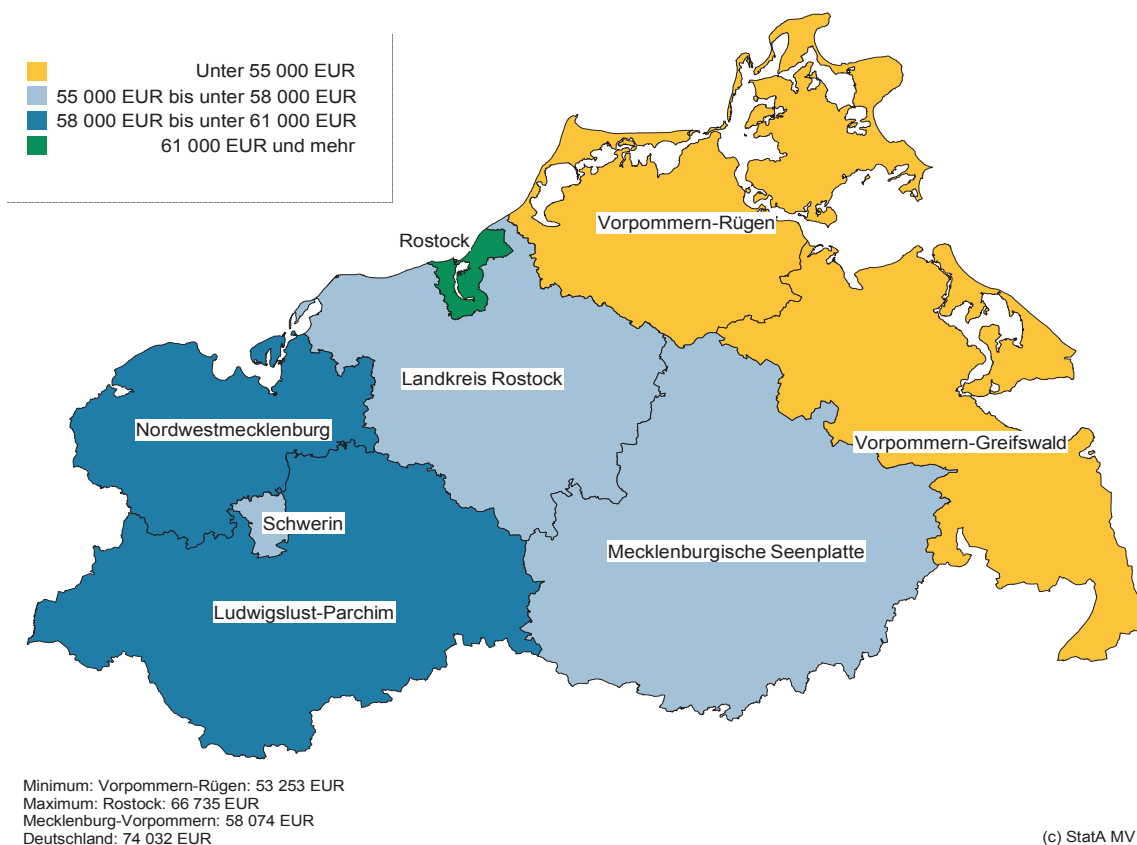 Unter 55 000 EUR
55 000 EUR bis unter 58 000 EUR
58 000 EUR bis unter 61 000 EUR
61 000 EUR und mehr
Vorpommern-Rügen
Rostock
Landkreis Rostock
Nordwestmecklenburg
Vorpommern-Greifswald
Schwerin
Mecklenburgische Seenplatte
Ludwigslust-Parchim
Minimum: Vorpommern-Rügen: 53 253 EUR
Maximum: Rostock: 66 735 EUR
Mecklenburg-Vorpommern: 58 074 EUR
Deutschland: 74 032 EUR
(c) StatA MV